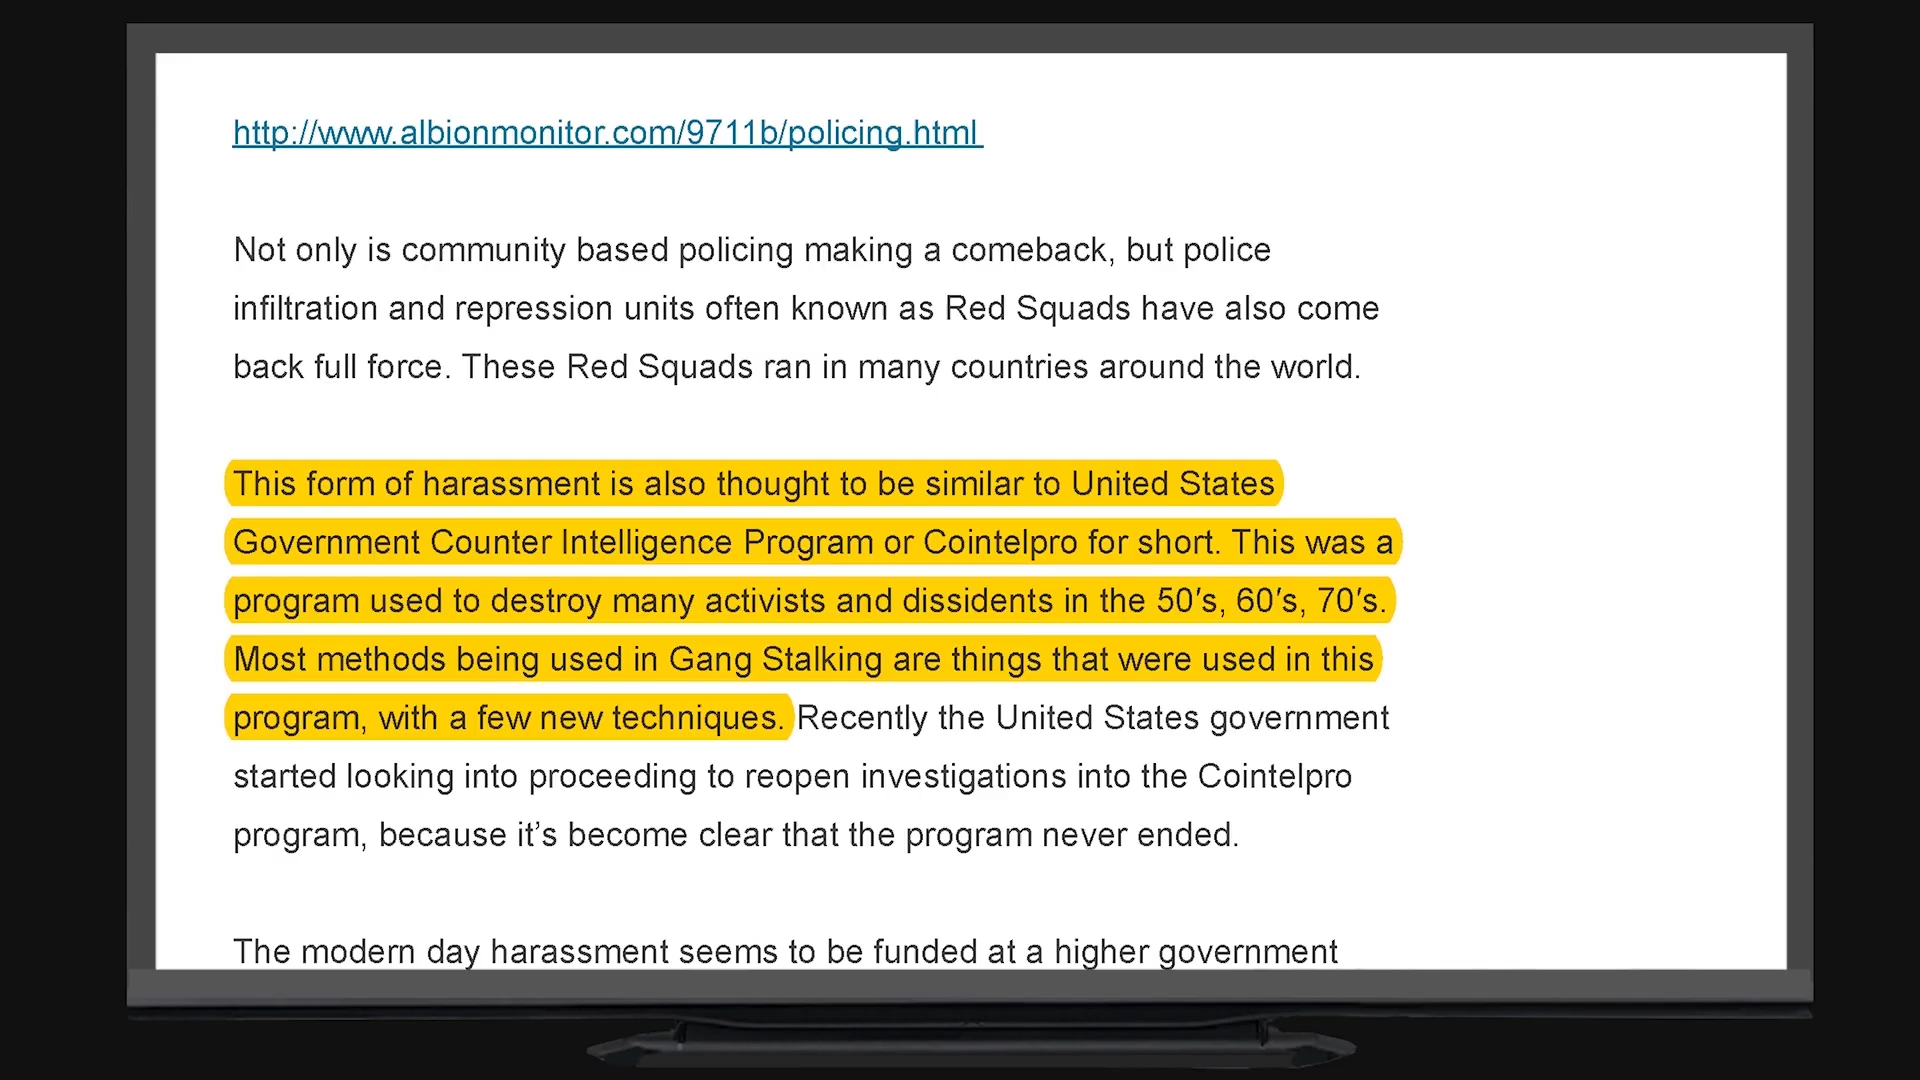 http://www.albionmonitor.com/9711b/policing.html
Not only is community based policing making a comeback, but police
infiltration and repression units often known as Red Squads have also come
back full force. These Red Squads ran in many countries around the world.
This form of harassment is also thought to be similar to United States
Government Counter Intelligence Program or Cointelpro for short. This was a
program used to destroy many activists and dissidents in the 50′s, 60′s, 70′s.
Most methods being used in Gang Stalking are things that were used in this
program, with a few new techniques. Recently the United States government
started looking into proceeding to reopen investigations into the Cointelpro
program, because it’s become clear that the program never ended.
The modern day harassment seems to be funded at a higher government